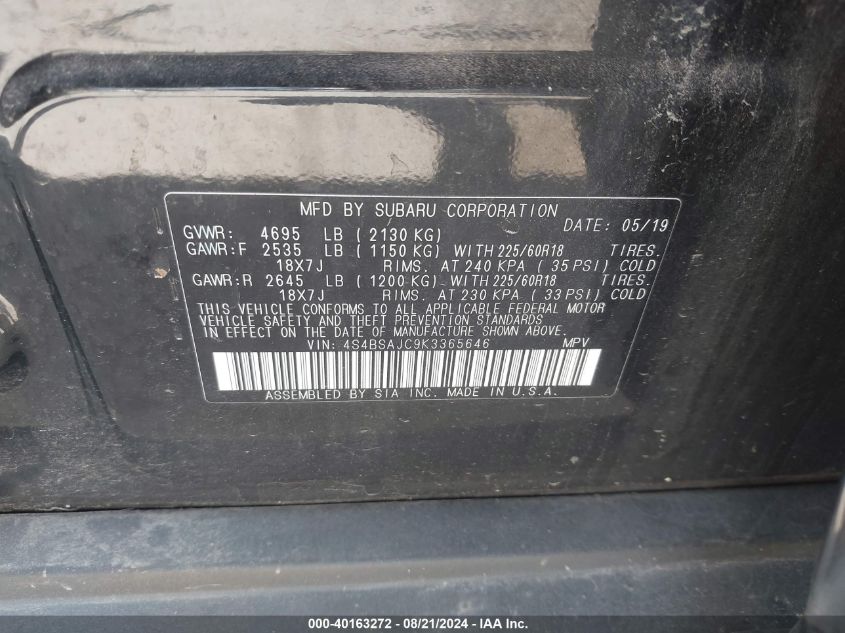 MFD BY SUBARU CORPORATION DATE: 05/19
GVWR: 4695 LB ( 2130 KG)
GAWR:F 2535 LB ( 1150 KG) WITH 225/60R18 TIRES.
18X7J RIMS. AT 240 KPA ( 35 PSI) COLD
GAWR:R 2645 LB ( 1200 KG) WITH 225/60R18 TIRES.
18X7J RIMS. AT 230 KPA ( 33 PSI) COLD
THIS VEHICLE CONFORMS TO ALL APPLICABLE FEDERAL MOTOR
VEHICLE SAFETY AND THEFT PREVENTION STANDARDS
IN EFFECT ON THE DATE OF MANUFACTURE SHOWN ABOVE.
VIN: 4S4BSAJC9K3365646 MPV
ASSEMBLED BY SIA INC. MADE IN U.S.A.
000-40163272 - 08/21/2024 - IAA Inc.